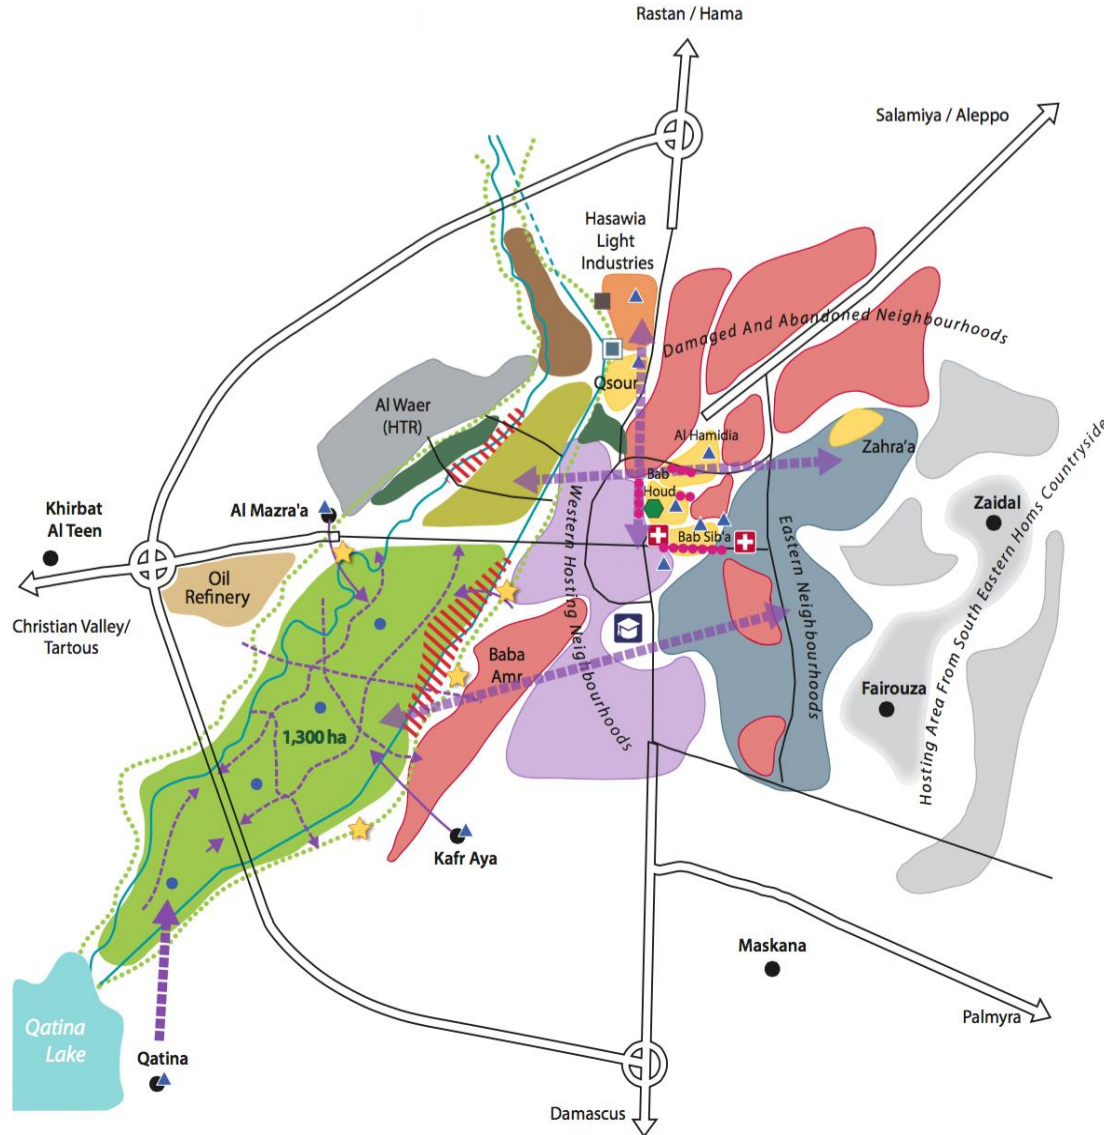 Rastan / Hama
Salamiya / Aleppo
Hasawia
Light
Industries
Damaged And Abandoned Neighbourhoods
Qsour
Al Waer
(HTR)
Al Hamidia
Zahra'a
Bab
Houd
Bab Sib'a
Khirbat
Al Teen
Al Mazra'a
Zaidal
Oil
Refinery
Christian Valley/
Tartous
Western Hosting Neighbourhoods
Eastern Neighbourhoods
Hosting Area From South Eastern Homs Countryside
Baba
Amr
Fairouza
1,300 ha
Kafr Aya
Maskana
Palmyra
Qatina
Lake
Qatina
Damascus